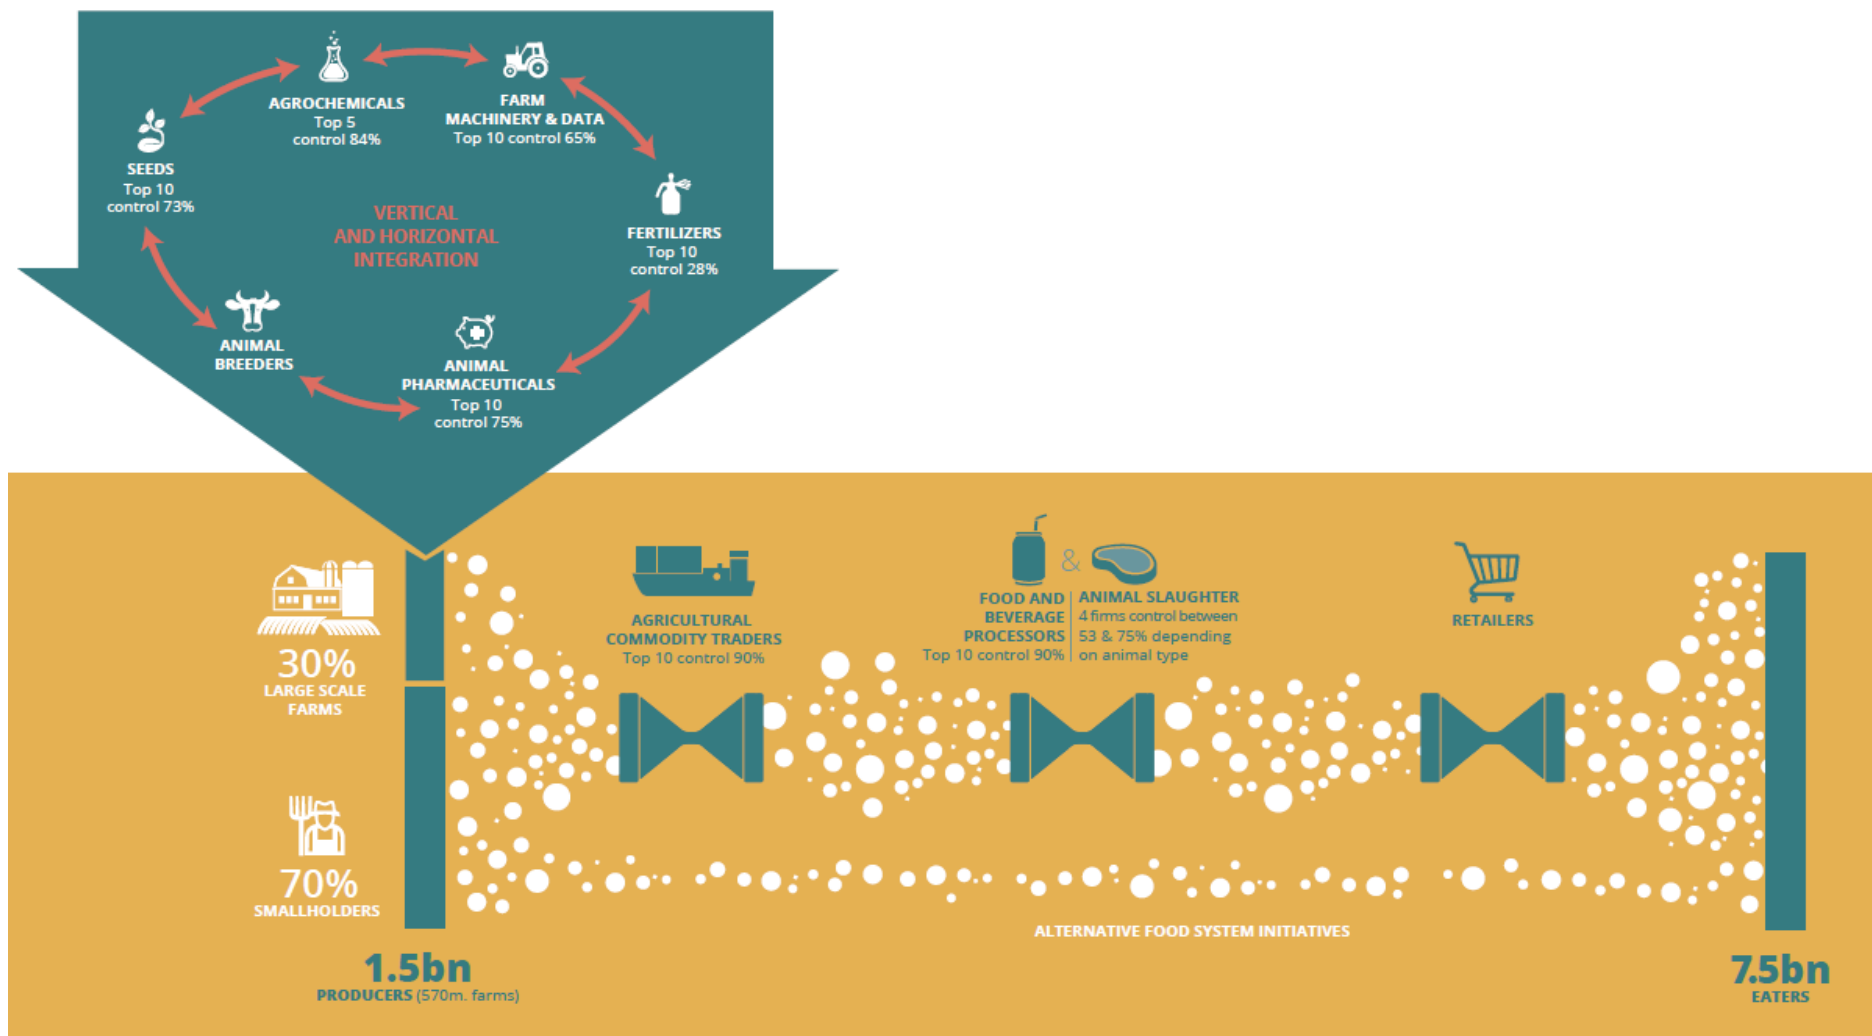 AGROCHEMICALS
Top 5
control 84%
FARM
MACHINERY & DATA
Top 10 control 65%
SEEDS
Top 10
control 73%
VERTICAL
AND HORIZONTAL
INTEGRATION
FERTILIZERS
Top 10
control 28%
ANIMAL
BREEDERS
ANIMAL
PHARMACEUTICALS
Top 10
control 75%
30%
LARGE SCALE
FARMS
70%
SMALLHOLDERS
1.5bn
PRODUCERS (570m. farms)
AGRICULTURAL
COMMODITY TRADERS
Top 10 control 90%
&
FOOD AND
BEVERAGE
PROCESSORS
Top 10 control 90%
ANIMAL SLAUGHTER
4 firms control between
53 & 75% depending
on animal type
RETAILERS
ALTERNATIVE FOOD SYSTEM INITIATIVES
7.5bn
EATERS